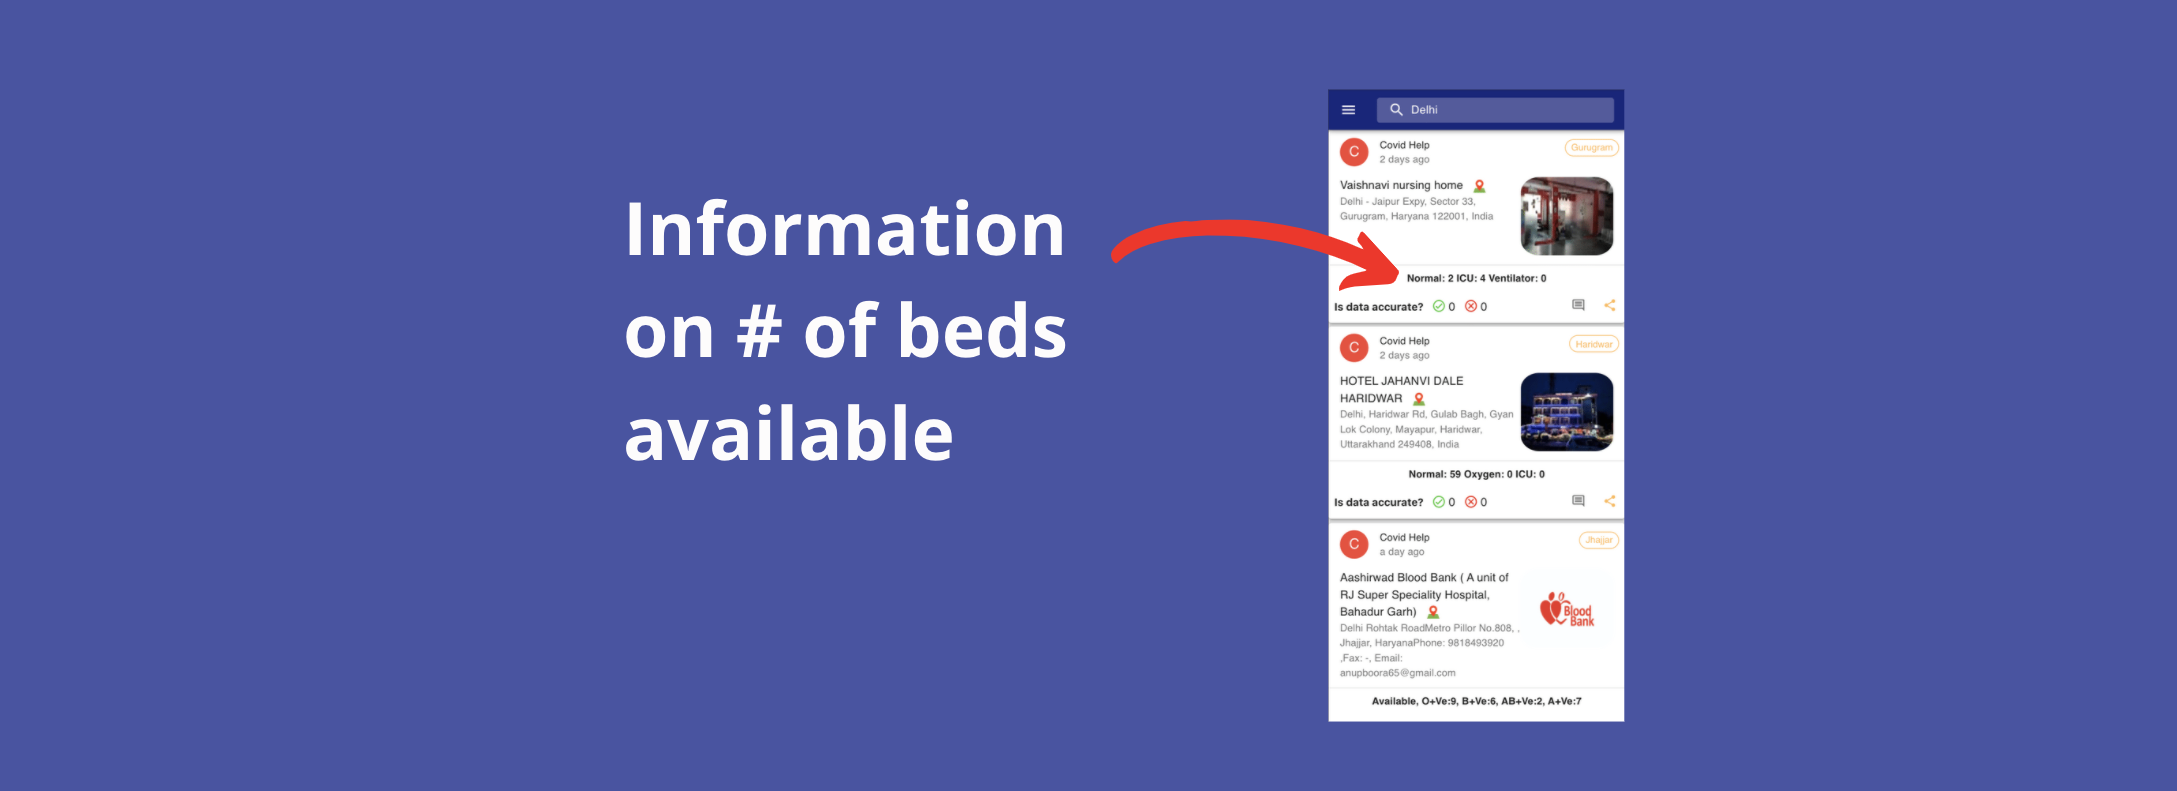 Information
on # of beds
available
Delhi
C
Covid Help
2 days ago
Gurugram
Vaishnavi nursing home
Delhi - Jaipur Expy, Sector 33,
Gurugram, Haryana 122001, India
Normal: 2 ICU: 4 Ventilator: 0
Is data accurate? 0 0
C
Covid Help
2 days ago
Haridwar
HOTEL JAHANVI DALE
HARIDWAR
Delhi, Haridwar Rd, Gulab Bagh, Gyan
Lok Colony, Mayapur, Haridwar,
Uttarakhand 249408, India
Normal: 59 Oxygen: 0 ICU: 0
Is data accurate? 0 0
C
Covid Help
a day ago
Jhajjar
Aashirwad Blood Bank ( A unit of
RJ Super Speciality Hospital,
Bahadur Garh)
Delhi Rohtak RoadMetro Pillor No.808, ,
Jhajjar, HaryanaPhone: 9818493920
,Fax: -, Email:
anupboora65@gmail.com
Blood
Bank
Available, O+Ve:9, B+Ve:6, AB+Ve:2, A+Ve:7